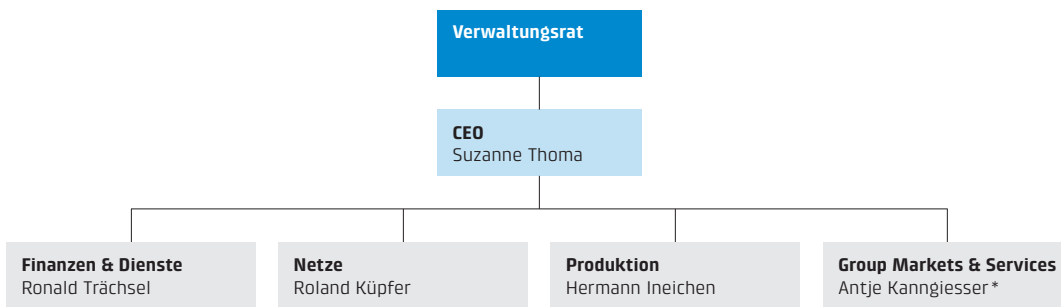 Verwaltungsrat
CEO
Suzanne Thoma
Finanzen & Dienste
Ronald Trächsel
Netze
Roland Küpfer
Produktion
Hermann Ineichen
Group Markets & Services
Antje Kanngiesser *